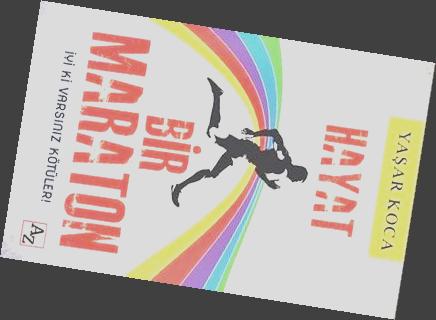 YAŞAR KOCA
HAYAT
BİR
MARATON
İYİ Kİ VARSINIZ KÖTÜLER!
AZ